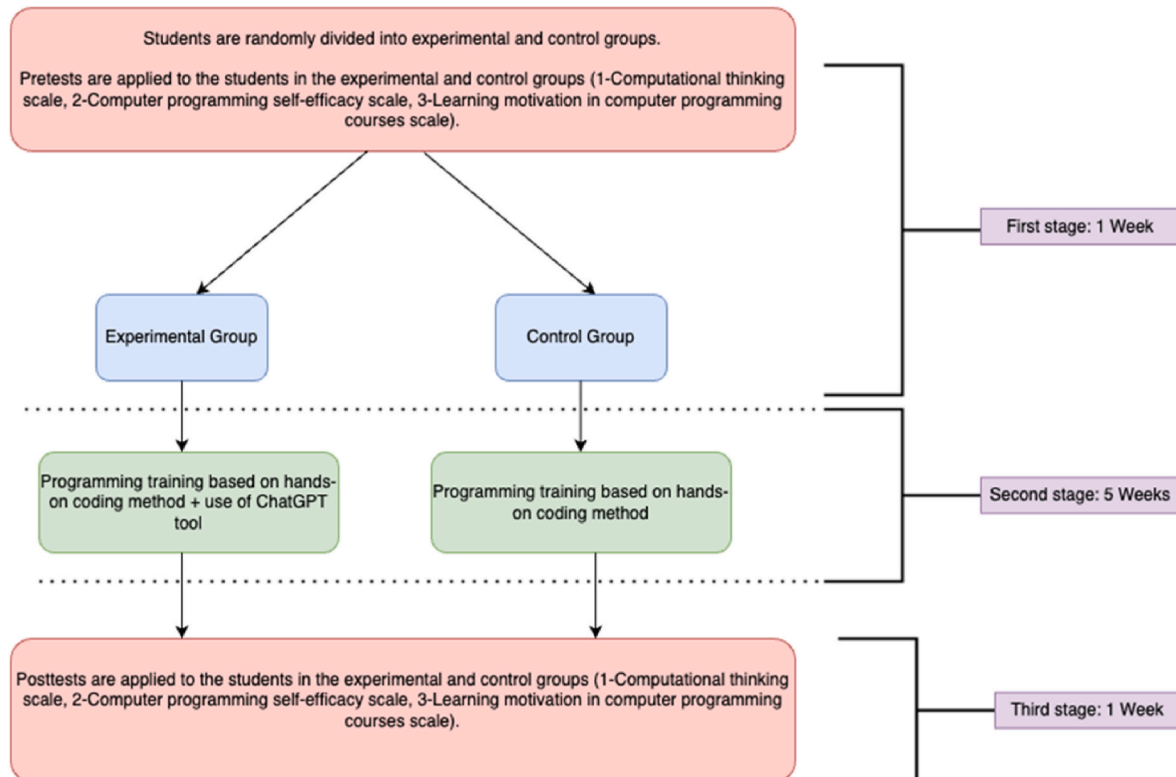 Students are randomly divided into experimental and control groups.
Pretests are applied to the students in the experimental and control groups (1-Computational thinking
scale, 2-Computer programming self-efficacy scale, 3-Learning motivation in computer programming
courses scale).
First stage: 1 Week
Experimental Group
Control Group
Programming training based on hands-
on coding method + use of ChatGPT
tool
Programming training based on hands-
on coding method
Second stage: 5 Weeks
Posttests are applied to the students in the experimental and control groups (1-Computational thinking
scale, 2-Computer programming self-efficacy scale, 3-Learning motivation in computer programming
courses scale).
Third stage: 1 Week